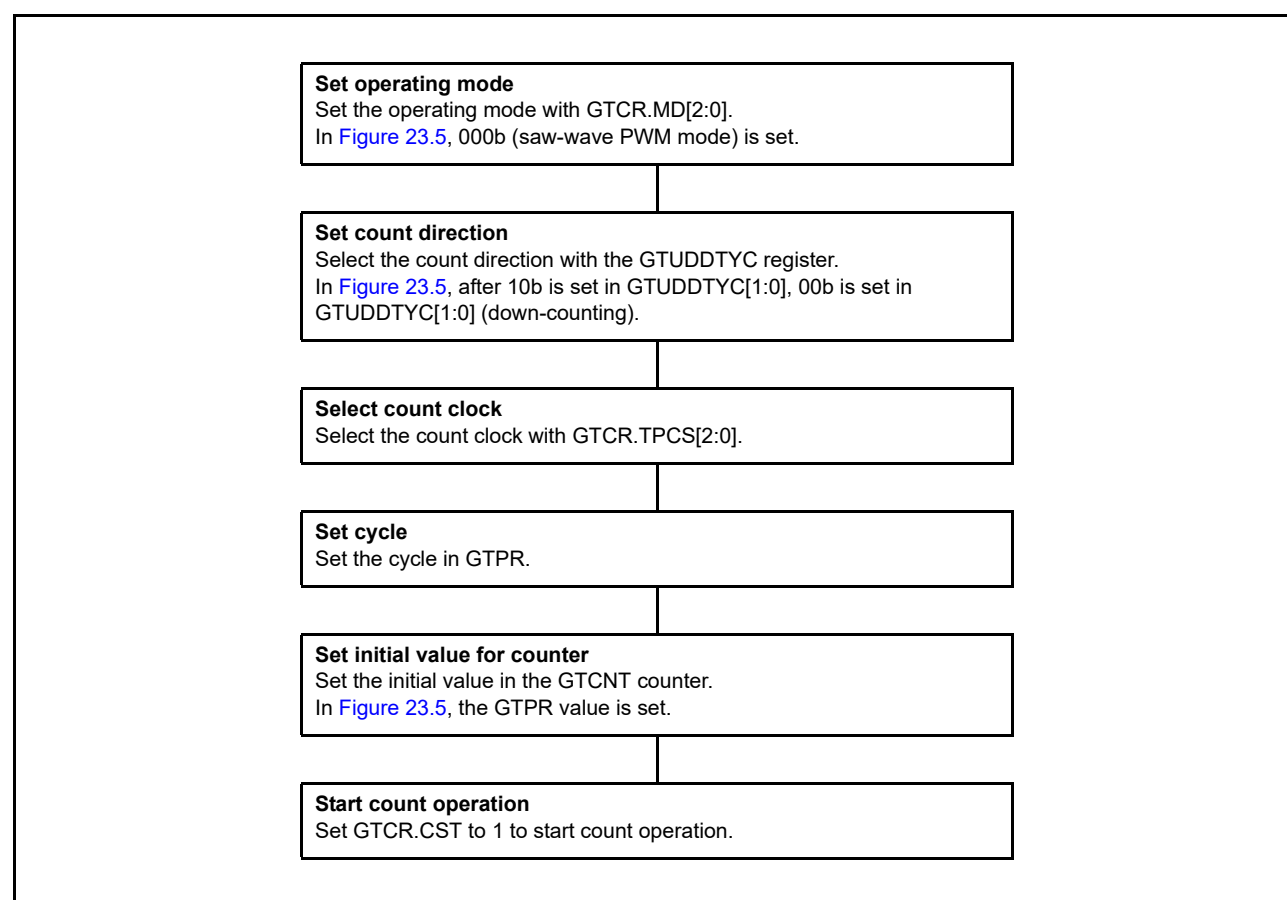 Set operating mode
Set the operating mode with GTCR.MD[2:0].
In Figure 23.5, 000b (saw-wave PWM mode) is set.
Set count direction
Select the count direction with the GTUDDTYC register.
In Figure 23.5, after 10b is set in GTUDDTYC[1:0], 00b is set in
GTUDDTYC[1:0] (down-counting).
Select count clock
Select the count clock with GTCR.TPCS[2:0].
Set cycle
Set the cycle in GTPR.
Set initial value for counter
Set the initial value in the GTCNT counter.
In Figure 23.5, the GTPR value is set.
Start count operation
Set GTCR.CST to 1 to start count operation.